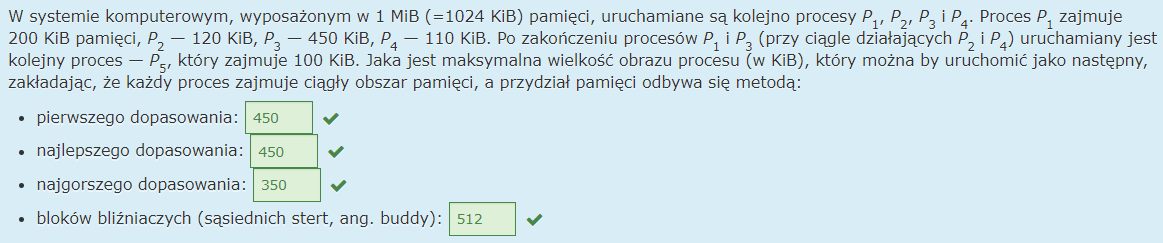 W systemie komputerowym, wyposażonym w 1 MiB (=1024 KiB) pamięci, uruchamiane są kolejno procesy P₁, P₂, P₃ i P₄. Proces P₁ zajmuje
200 KiB pamięci, P₂ — 120 KiB, P₃ — 450 KiB, P₄ — 110 KiB. Po zakończeniu procesów P₁ i P₃ (przy ciągle działających P₂ i P₄) uruchamiany jest
kolejny proces — P₅, który zajmuje 100 KiB. Jaka jest maksymalna wielkość obrazu procesu (w KiB), który można by uruchomić jako następny,
zakładając, że każdy proces zajmuje ciągły obszar pamięci, a przydział pamięci odbywa się metodą:
• pierwszego dopasowania: 450 ✔
• najlepszego dopasowania: 450 ✔
• najgorszego dopasowania: 350 ✔
• bloków bliźniaczych (sąsiednich stert, ang. buddy): 512 ✔